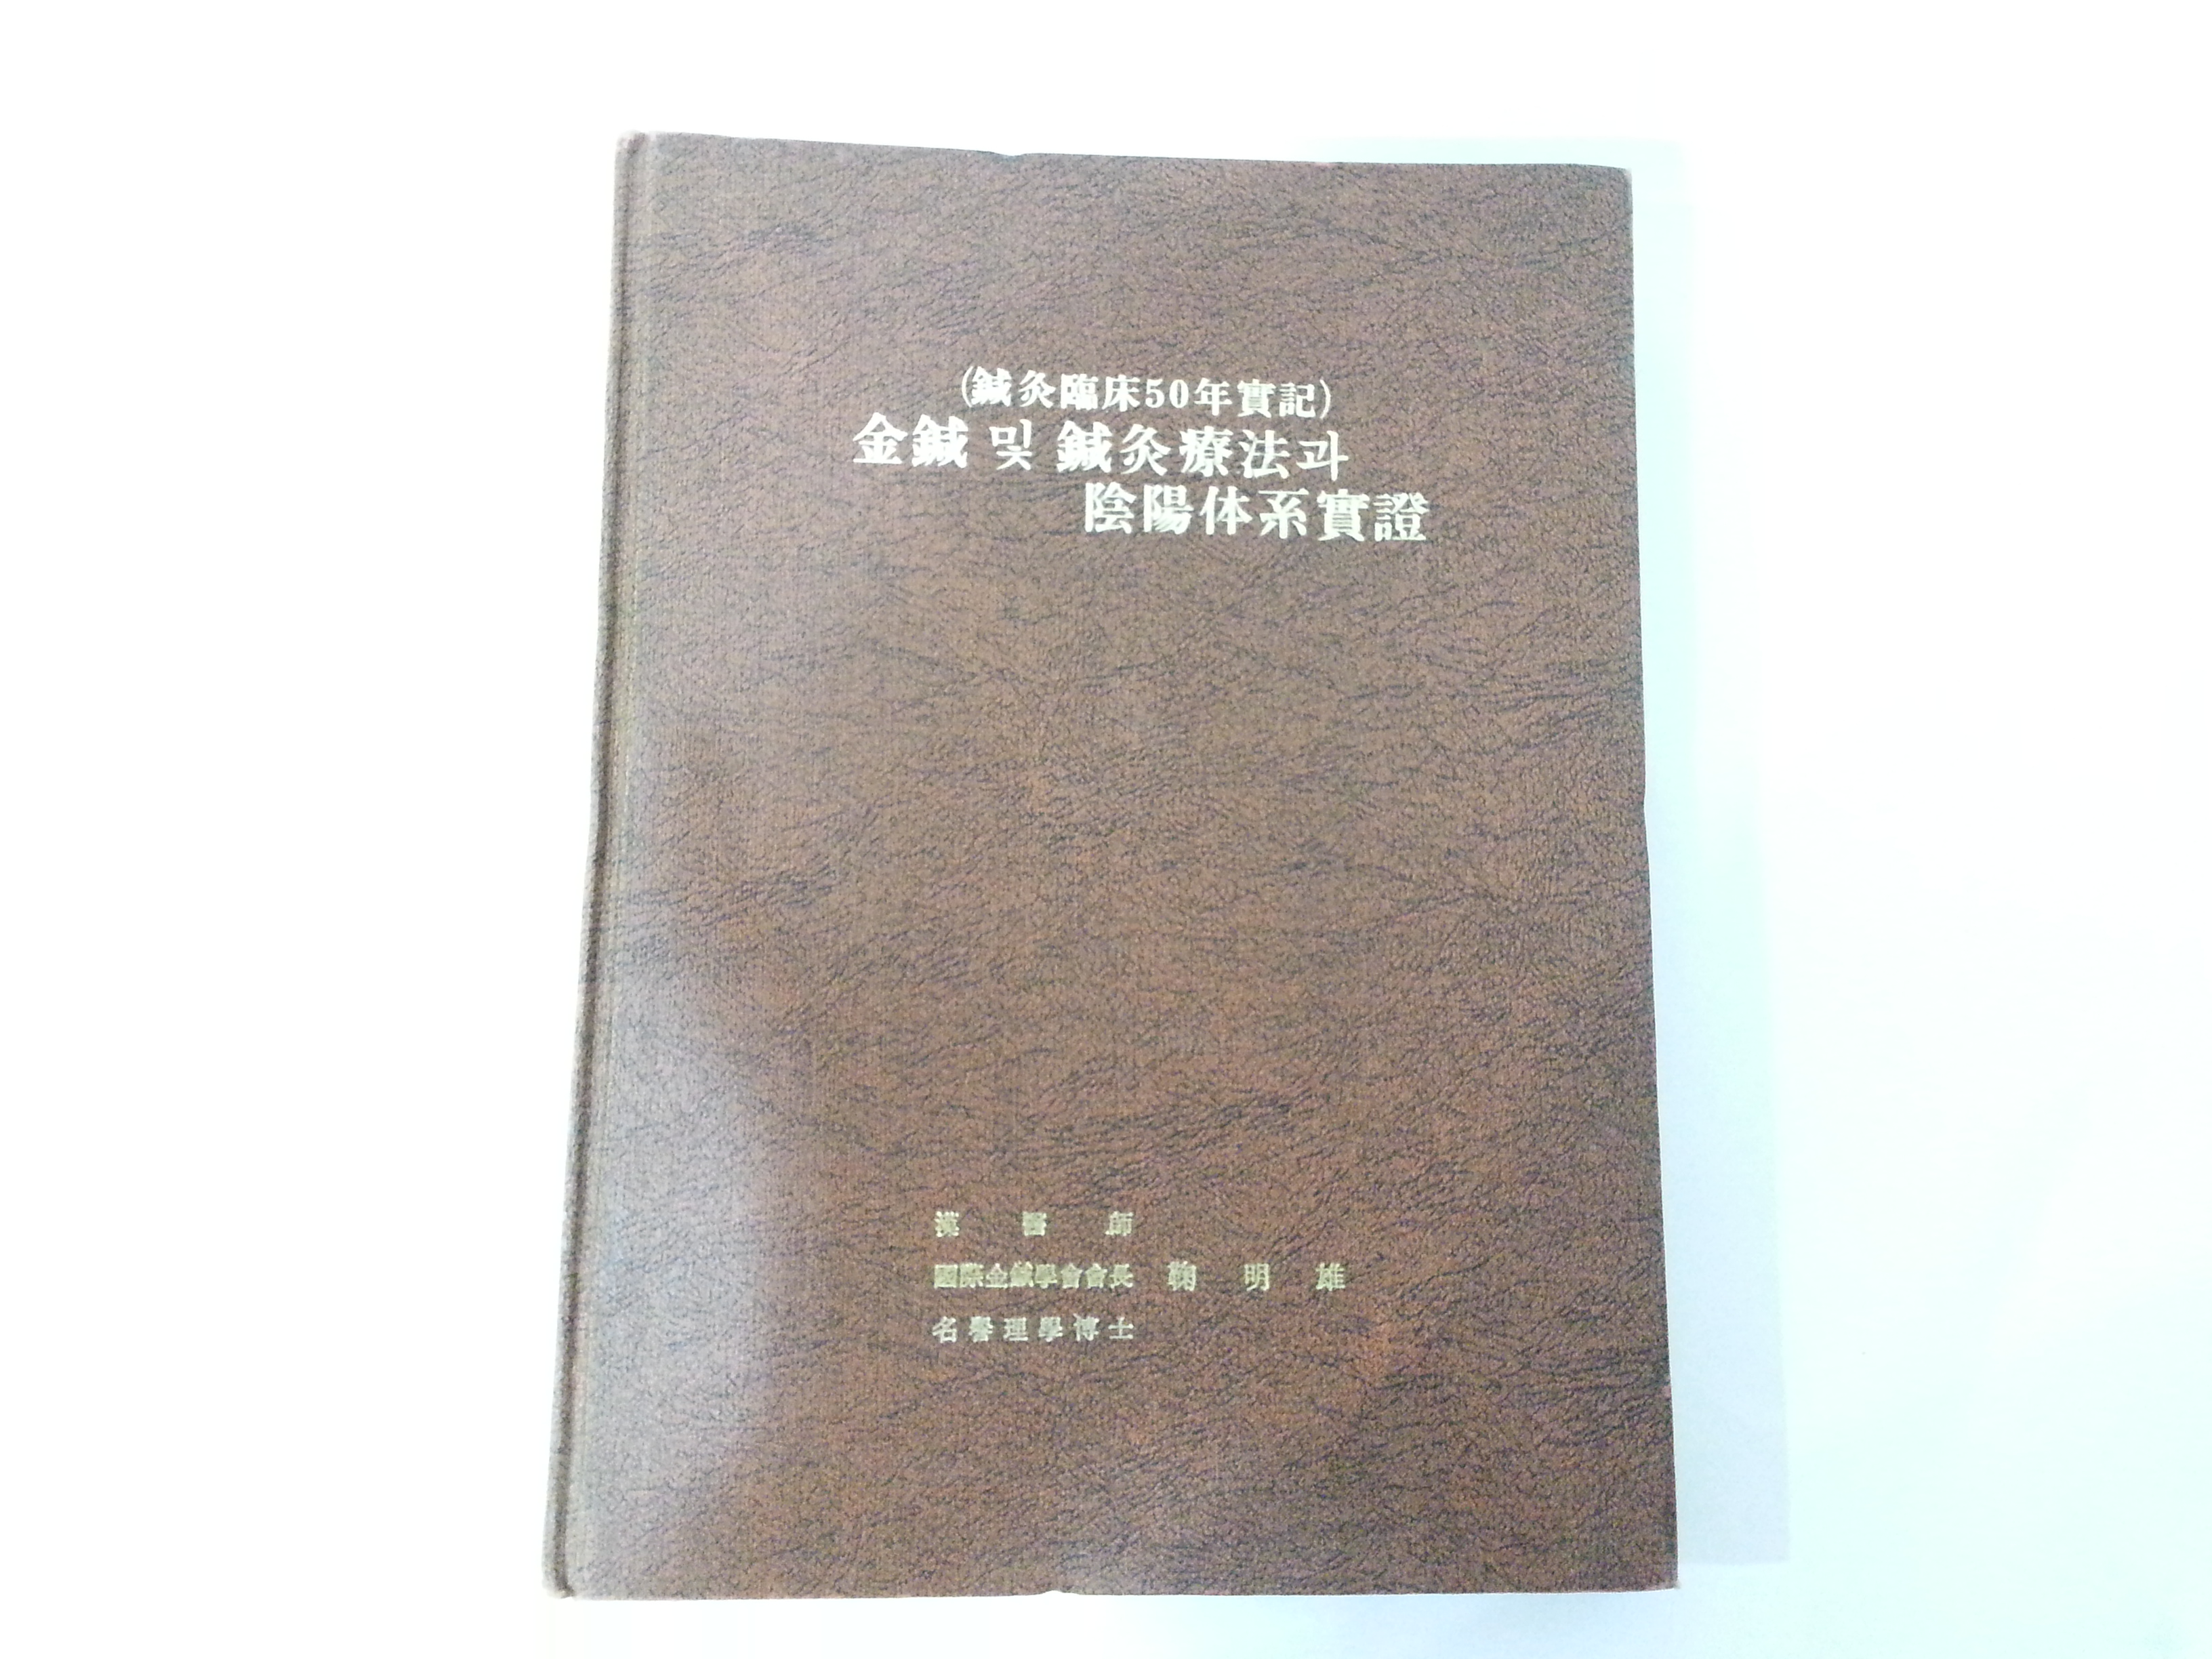 (鍼灸臨床50年實記)
金鍼 및 鍼灸療法과
陰陽体系實證
漢醫師
國際金鍼學會會長 鞠明雄
名譽理學博士